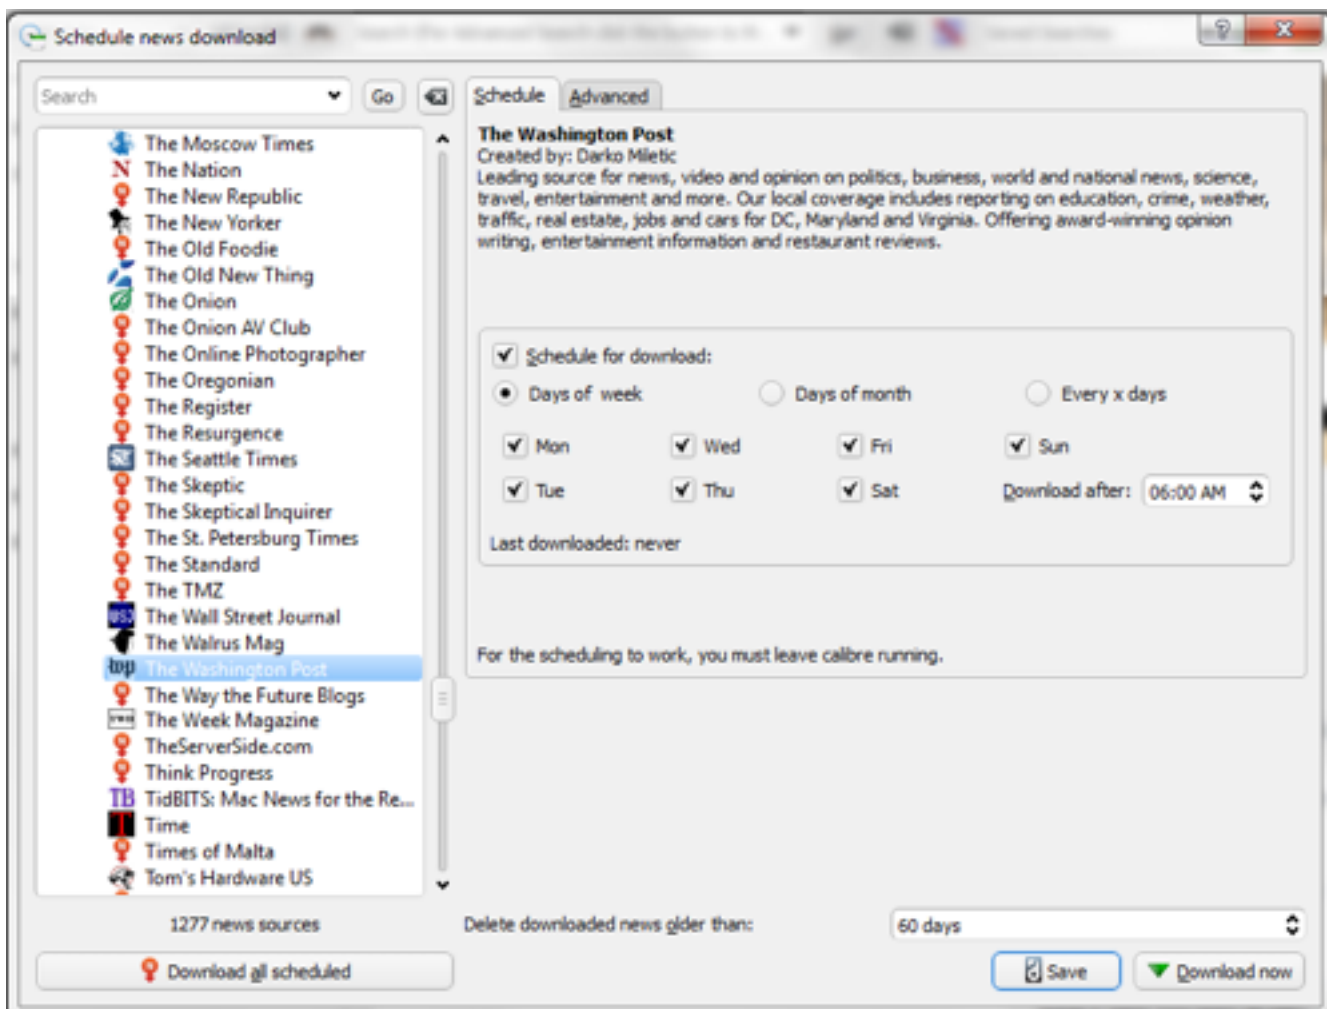 Schedule news download
Search
Go
The Moscow Times
N The Nation
The New Republic
The New Yorker
The Old Foodie
The Old New Thing
The Onion
The Onion AV Club
The Online Photographer
The Oregonian
The Register
The Resurgence
The Seattle Times
The Skeptic
The Skeptical Inquirer
The St. Petersburg Times
The Standard
The TMZ
The Wall Street Journal
The Walrus Mag
The Washington Post
The Way the Future Blogs
The Week Magazine
TheServerSide.com
Think Progress
TB TidBITS: Mac News for the Re...
T Time
Times of Malta
Tom's Hardware US
1277 news sources
Download all scheduled
Schedule Advanced
The Washington Post
Created by: Darko Miletic
Leading source for news, video and opinion on politics, business, world and national news, science,
travel, entertainment and more. Our local coverage includes reporting on education, crime, weather,
traffic, real estate, jobs and cars for DC, Maryland and Virginia. Offering award-winning opinion
writing, entertainment information and restaurant reviews.
Schedule for download:
Days of week Days of month Every x days
Mon Wed Fri Sun
Tue Thu Sat Download after: 06:00 AM
Last downloaded: never
For the scheduling to work, you must leave calibre running.
Delete downloaded news older than: 60 days
Save Download now